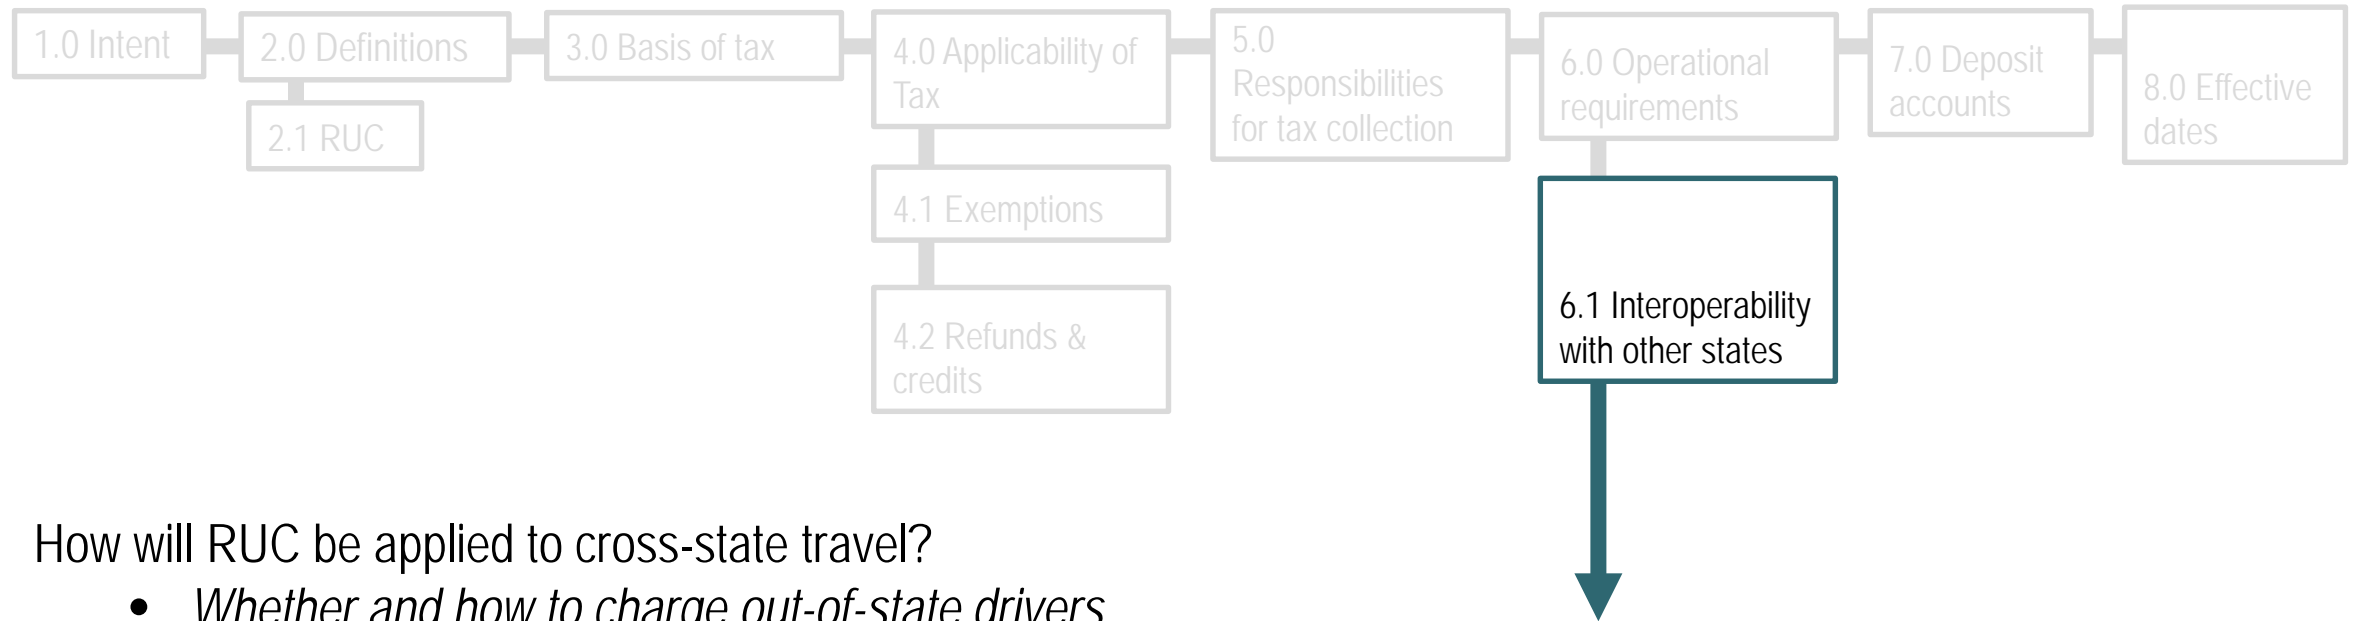 1.0 Intent
2.0 Definitions
2.1 RUC
3.0 Basis of tax
4.0 Applicability of
Tax
4.1 Exemptions
4.2 Refunds &
credits
5.0
Responsibilities
for tax collection
6.0 Operational
requirements
6.1 Interoperability
with other states
7.0 Deposit
accounts
8.0 Effective
dates
How will RUC be applied to cross-state travel?
• Whether and how to charge out-of-state drivers